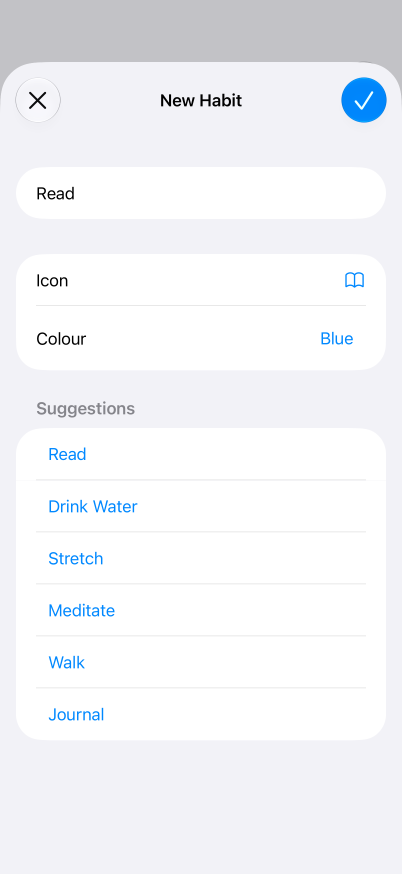 New Habit
Read
Icon
Colour Blue
Suggestions
Read
Drink Water
Stretch
Meditate
Walk
Journal